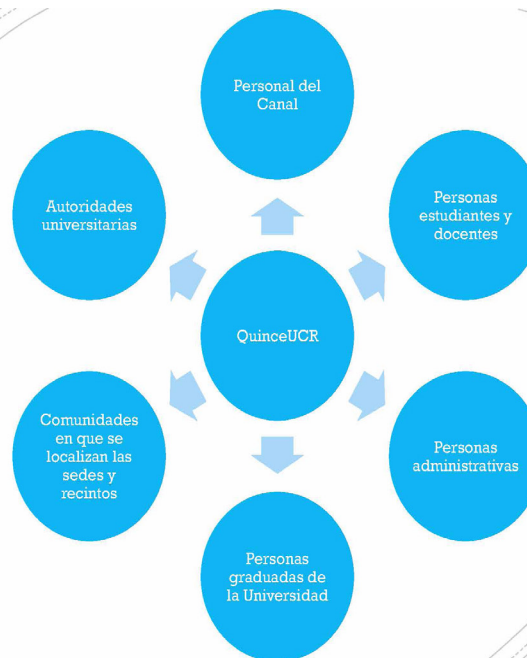 Personal del
Canal
Autoridades
universitarias
Personas
estudiantes y
docentes
QuinceUCR
Comunidades
en que se
localizan las
sedes y
recintos
Personas
administrativas
Personas
graduadas de
la Universidad